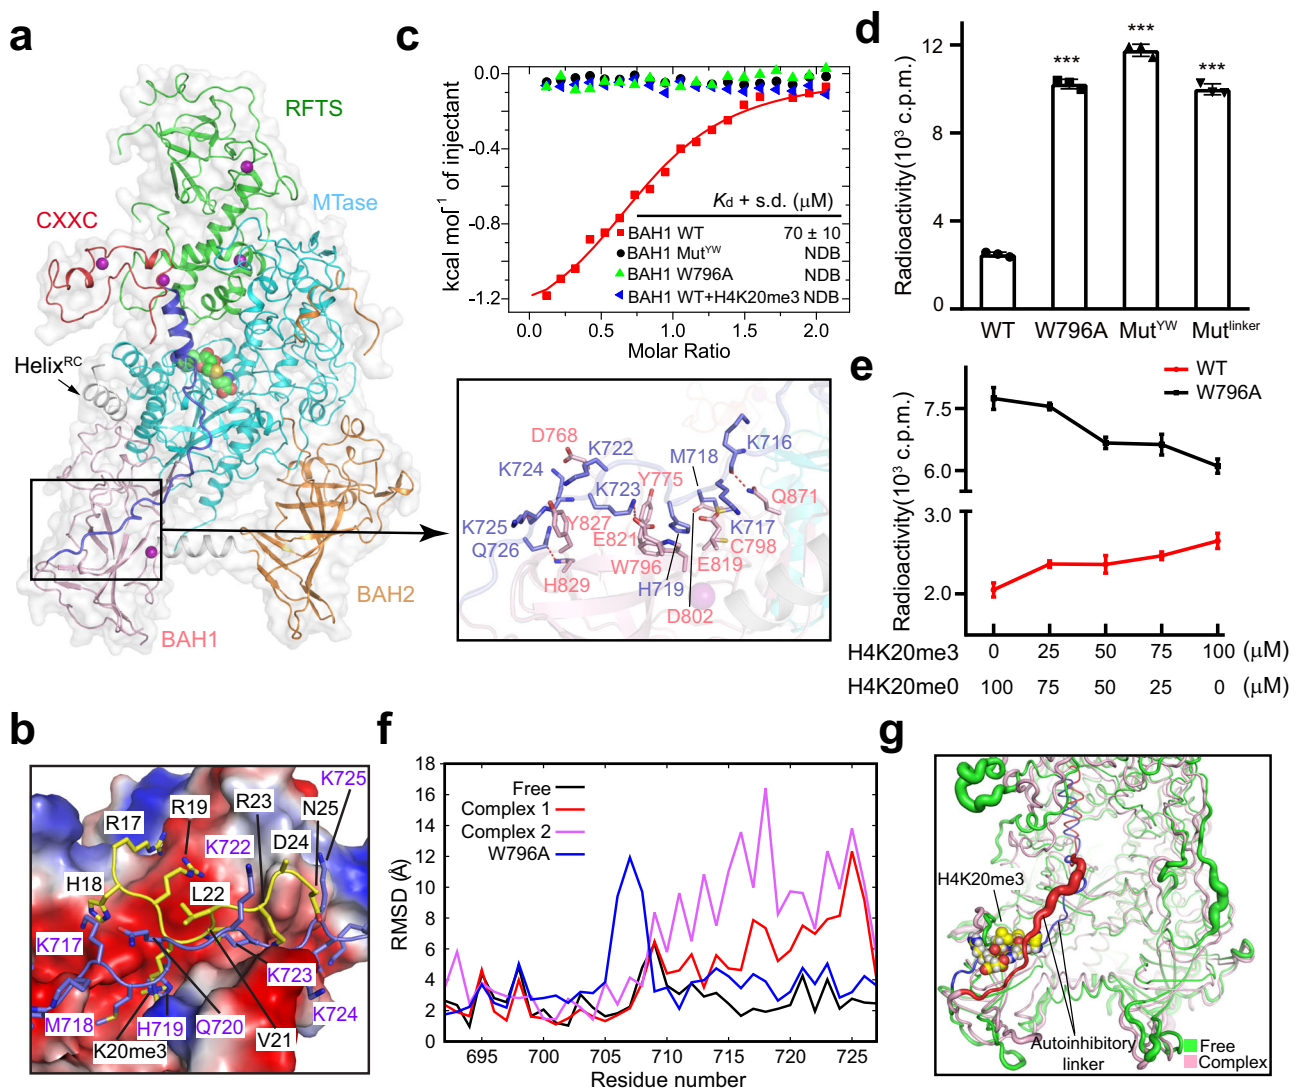 a
RFTS
MTase
CXXC
Helix^RC
BAH1
BAH2
c
kcal mol⁻¹ of injectant
0.0
-0.4
-0.8
-1.2
K_d + s.d. (μM)
BAH1 WT 70 ± 10
BAH1 Mut^YW NDB
BAH1 W796A NDB
BAH1 WT+H4K20me3 NDB
0.0 0.5 1.0 1.5 2.0
Molar Ratio
D768
K722
K716
K724
M718
Y775
K723
Q871
K725
Y827
K717
Q726
E821
C798
W796
E819
H829
H719
D802
d
Radioactivity(10³ c.p.m.)
12
8
4
0
***
***
***
WT W796A Mut^YW Mut^linker
e
WT
W796A
Radioactivity(10³ c.p.m.)
7.5
6.0
3.0
2.0
H4K20me3 0 25 50 75 100 (μM)
H4K20me0 100 75 50 25 0 (μM)
b
K725
R17
R19
R23
N25
K722
D24
H18
L22
K717
K723
K724
M718
H719
Q720
V21
K20me3
f
RMSD (Å)
18
16
14
12
10
8
6
4
2
0
Free
Complex 1
Complex 2
W796A
695 700 705 710 715 720 725
Residue number
g
H4K20me3
Autoinhibitory
linker
Free
Complex